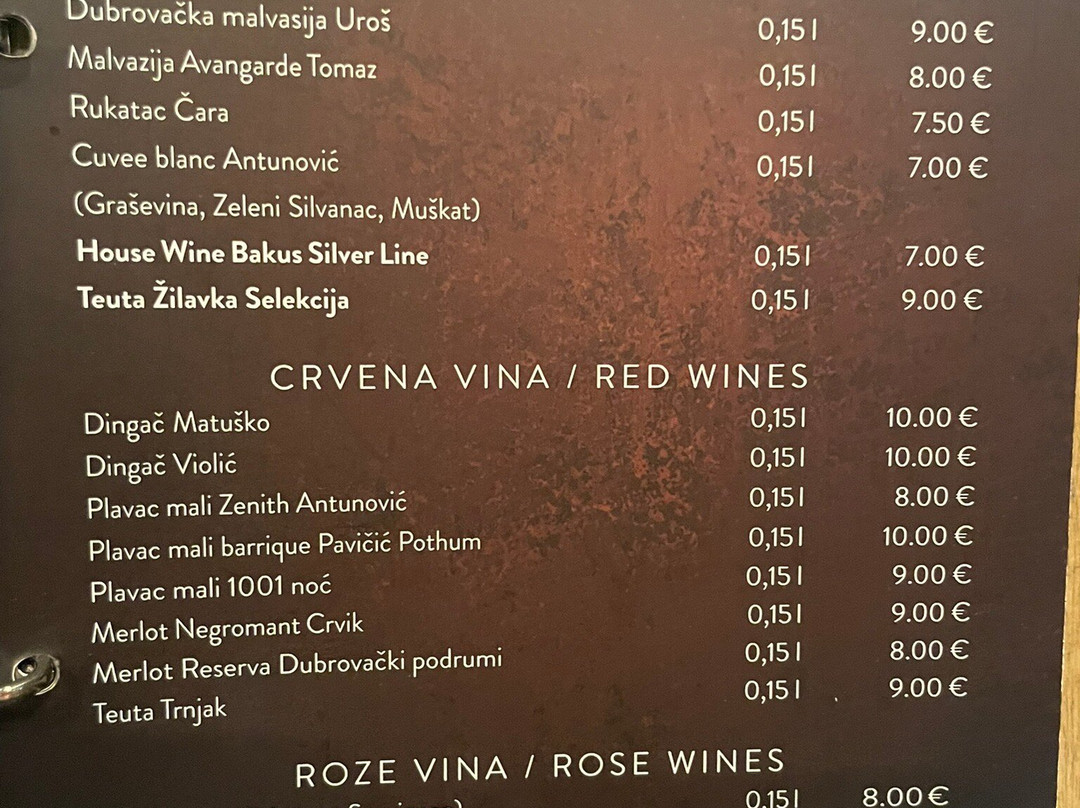 Dubrovačka malvasija Uroš 0,15 l 9.00 €
Malvazija Avangarde Tomaz 0,15 l 8.00 €
Rukatac Čara 0,15 l 7.50 €
Cuvee blanc Antunović 0,15 l 7.00 €
(Graševina, Zeleni Silvanac, Muškat)
House Wine Bakus Silver Line 0,15 l 7.00 €
Teuta Žilavka Selekcija 0,15 l 9.00 €
CRVENA VINA / RED WINES
Dingač Matuško 0,15 l 10.00 €
Dingač Violić 0,15 l 10.00 €
Plavac mali Zenith Antunović 0,15 l 8.00 €
Plavac mali barrique Pavičić Pothum 0,15 l 10.00 €
Plavac mali 1001 noć 0,15 l 9.00 €
Merlot Negromant Crvik 0,15 l 9.00 €
Merlot Reserva Dubrovački podrumi 0,15 l 8.00 €
Teuta Trnjak 0,15 l 9.00 €
ROZE VINA / ROSE WINES
0,15 l 8.00 €